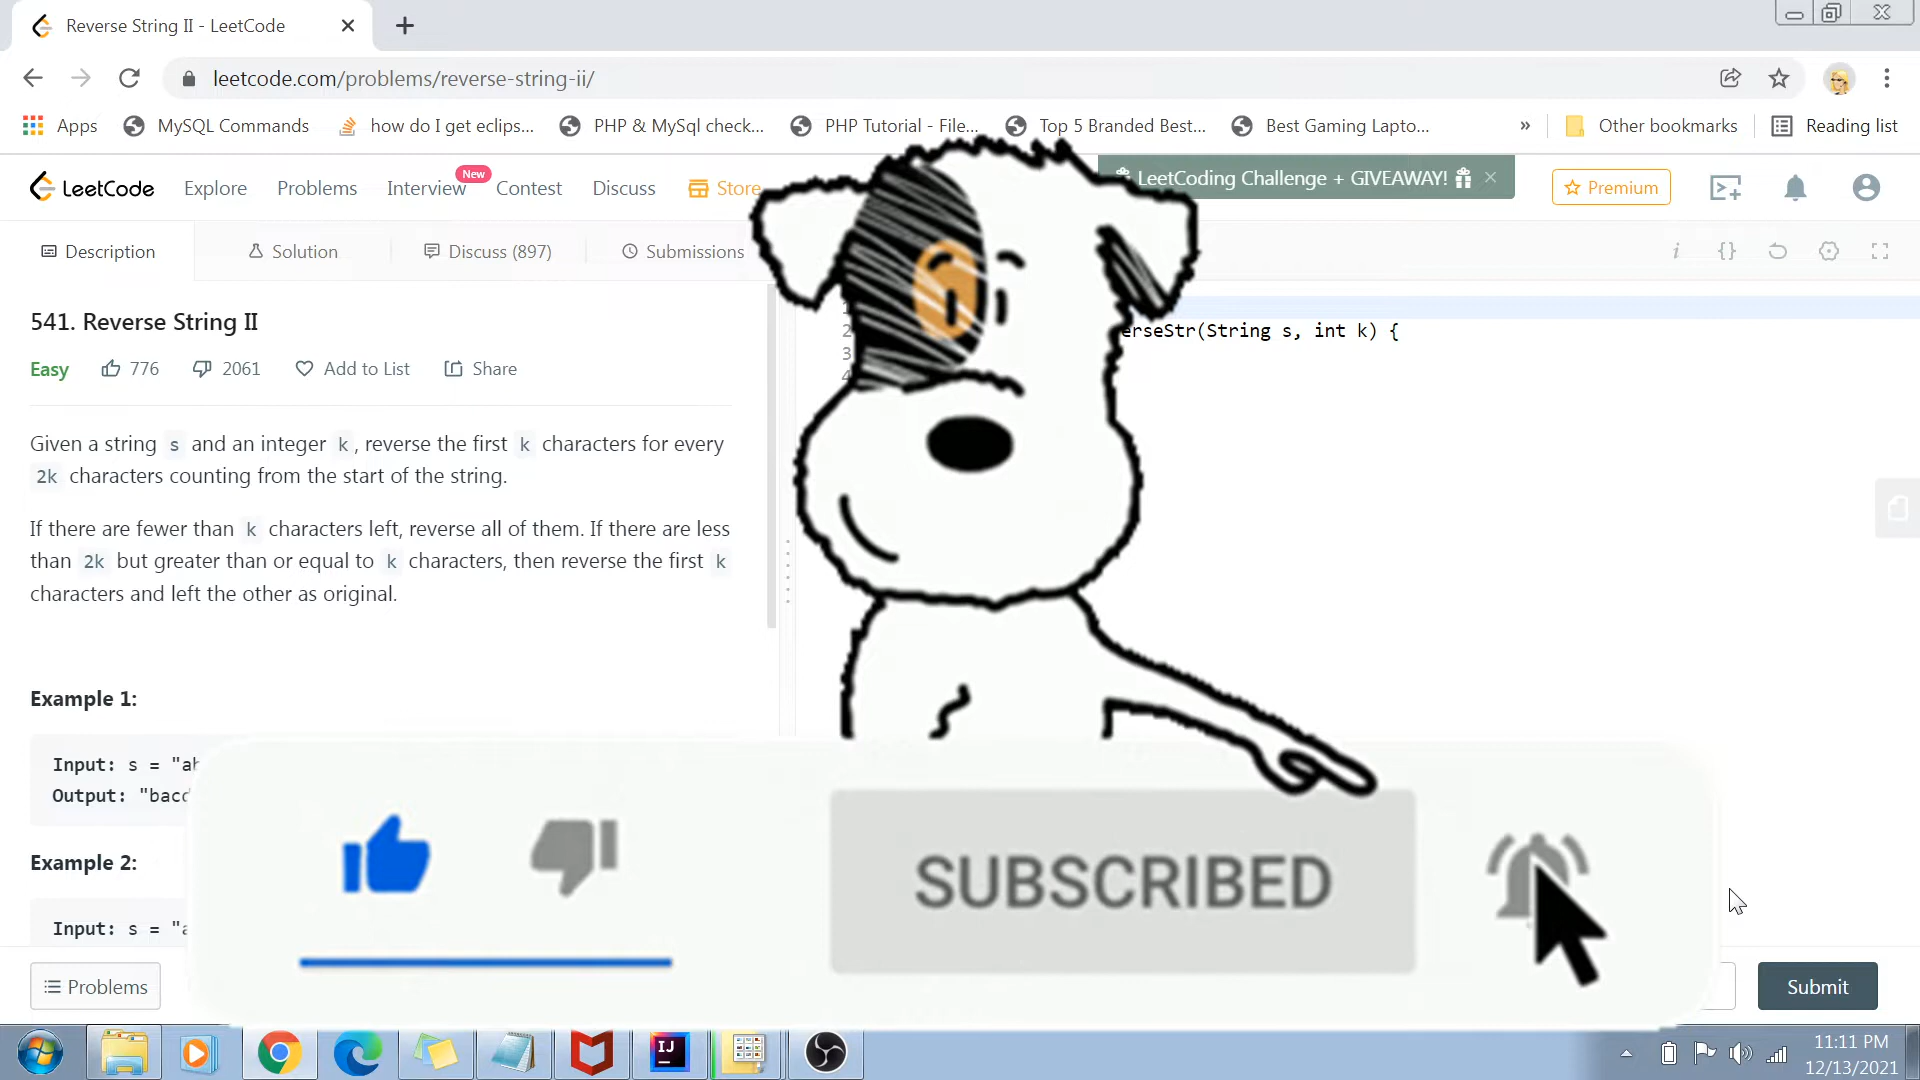 Reverse String II - LeetCode
leetcode.com/problems/reverse-string-ii/
Apps MySQL Commands how do I get eclips... PHP & MySql check... PHP Tutorial - File... Top 5 Branded Best... Best Gaming Lapto... » Other bookmarks Reading list
LeetCode Explore Problems Interview New Contest Discuss Store LeetCoding Challenge + GIVEAWAY! Premium
Description Solution Discuss (897) Submissions i {}
541. Reverse String II
Easy 776 2061 Add to List Share
Given a string s and an integer k, reverse the first k characters for every
2k characters counting from the start of the string.
If there are fewer than k characters left, reverse all of them. If there are less
than 2k but greater than or equal to k characters, then reverse the first k
characters and left the other as original.
Example 1:
Input: s = "ab
Output: "bacd
Example 2:
Input: s = "a
1
2 erseStr(String s, int k) {
3
4
SUBSCRIBED
Problems Submit
IJ
11:11 PM
12/13/2021